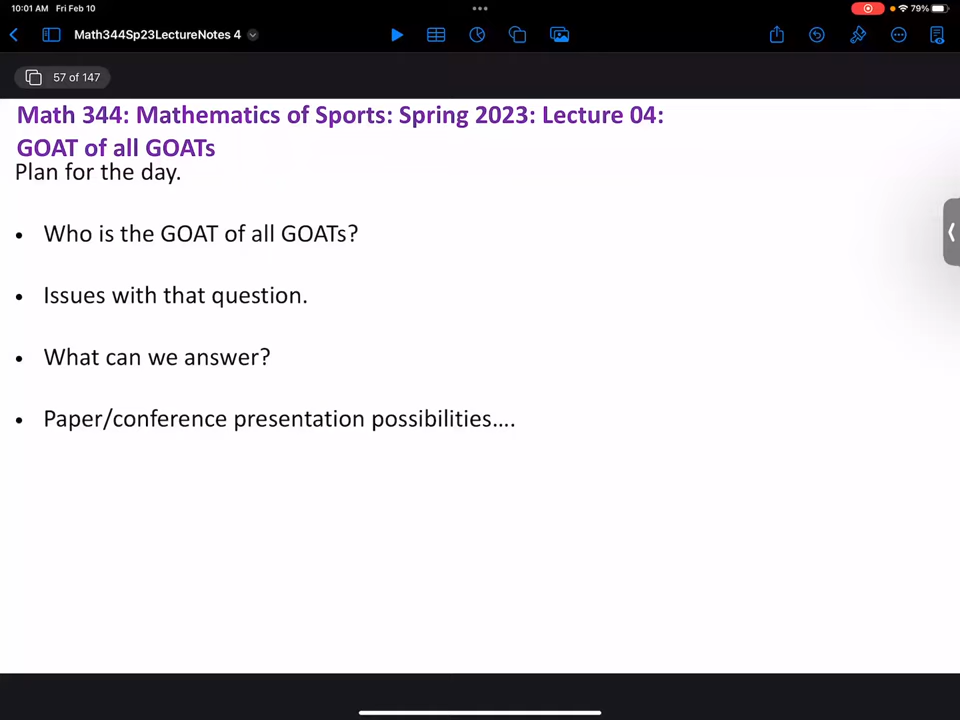 10:01 AM Fri Feb 10
79%
Math344Sp23LectureNotes 4
57 of 147
Math 344: Mathematics of Sports: Spring 2023: Lecture 04:
GOAT of all GOATs
Plan for the day.
• Who is the GOAT of all GOATs?
• Issues with that question.
• What can we answer?
• Paper/conference presentation possibilities....